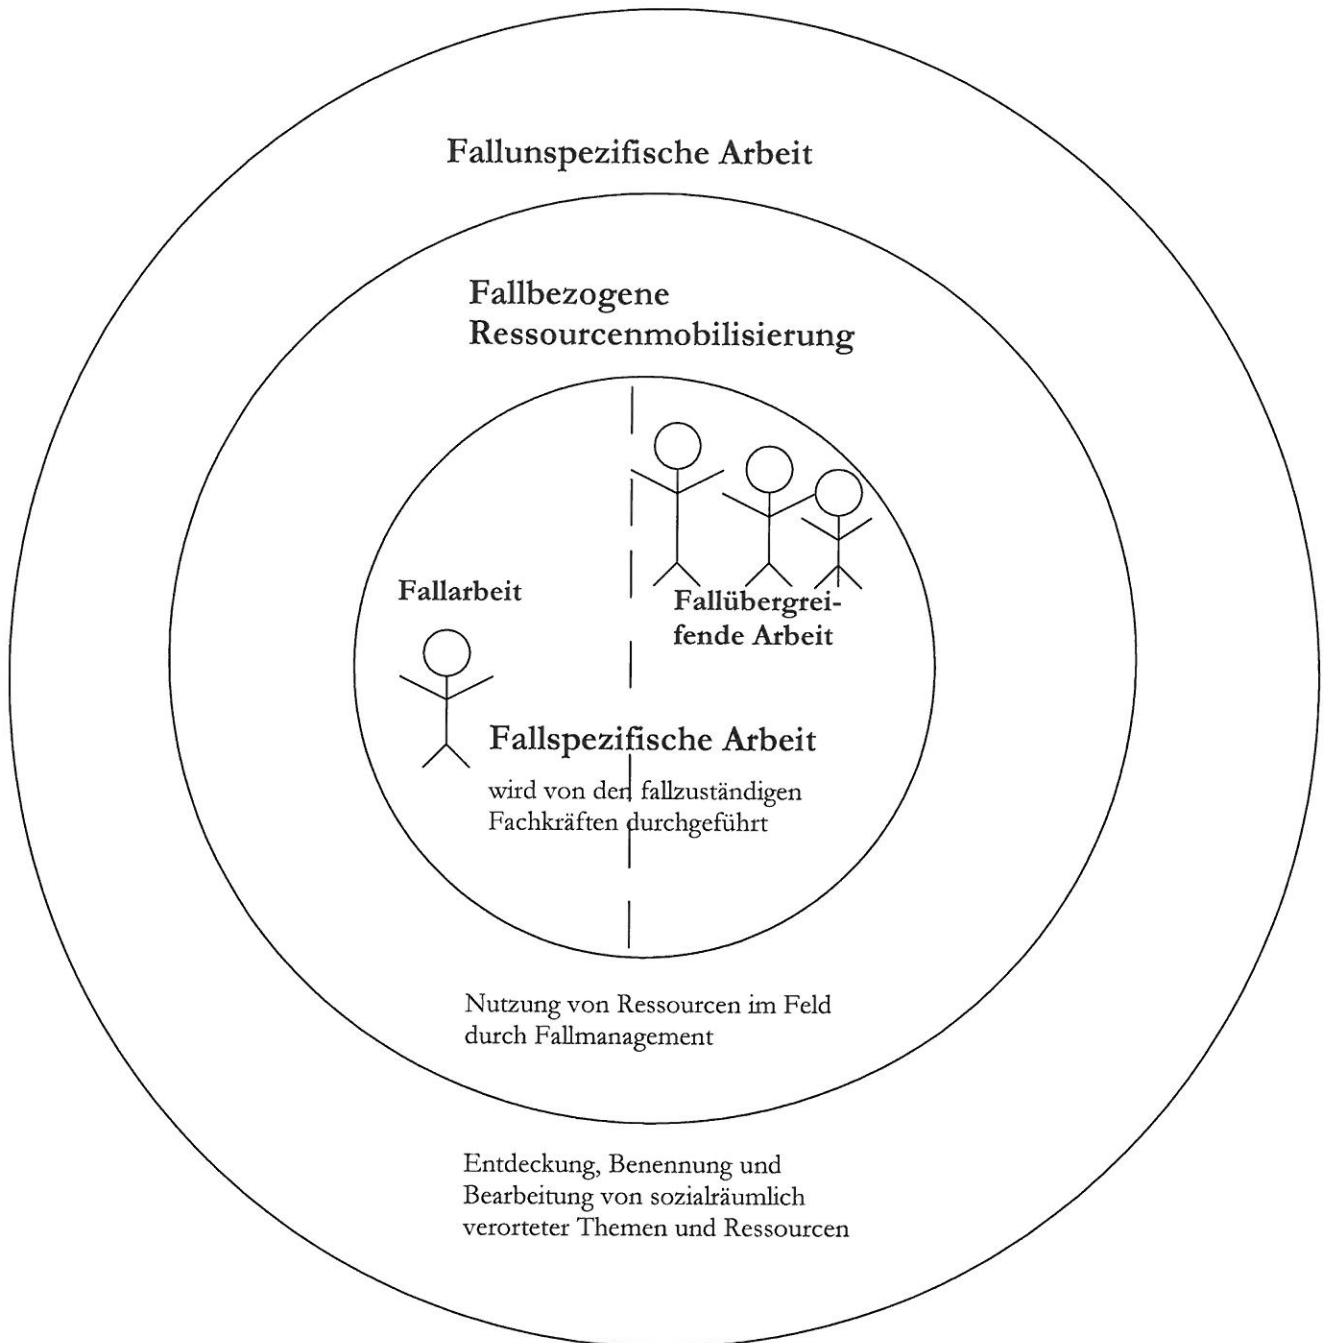 Fallunspezifische Arbeit
Fallbezogene
Ressourcenmobilisierung
Fallarbeit
Fallübergrei-
fende Arbeit
Fallspezifische Arbeit
wird von den fallzuständigen
Fachkräften durchgeführt
Nutzung von Ressourcen im Feld
durch Fallmanagement
Entdeckung, Benennung und
Bearbeitung von sozialräumlich
verorteter Themen und Ressourcen